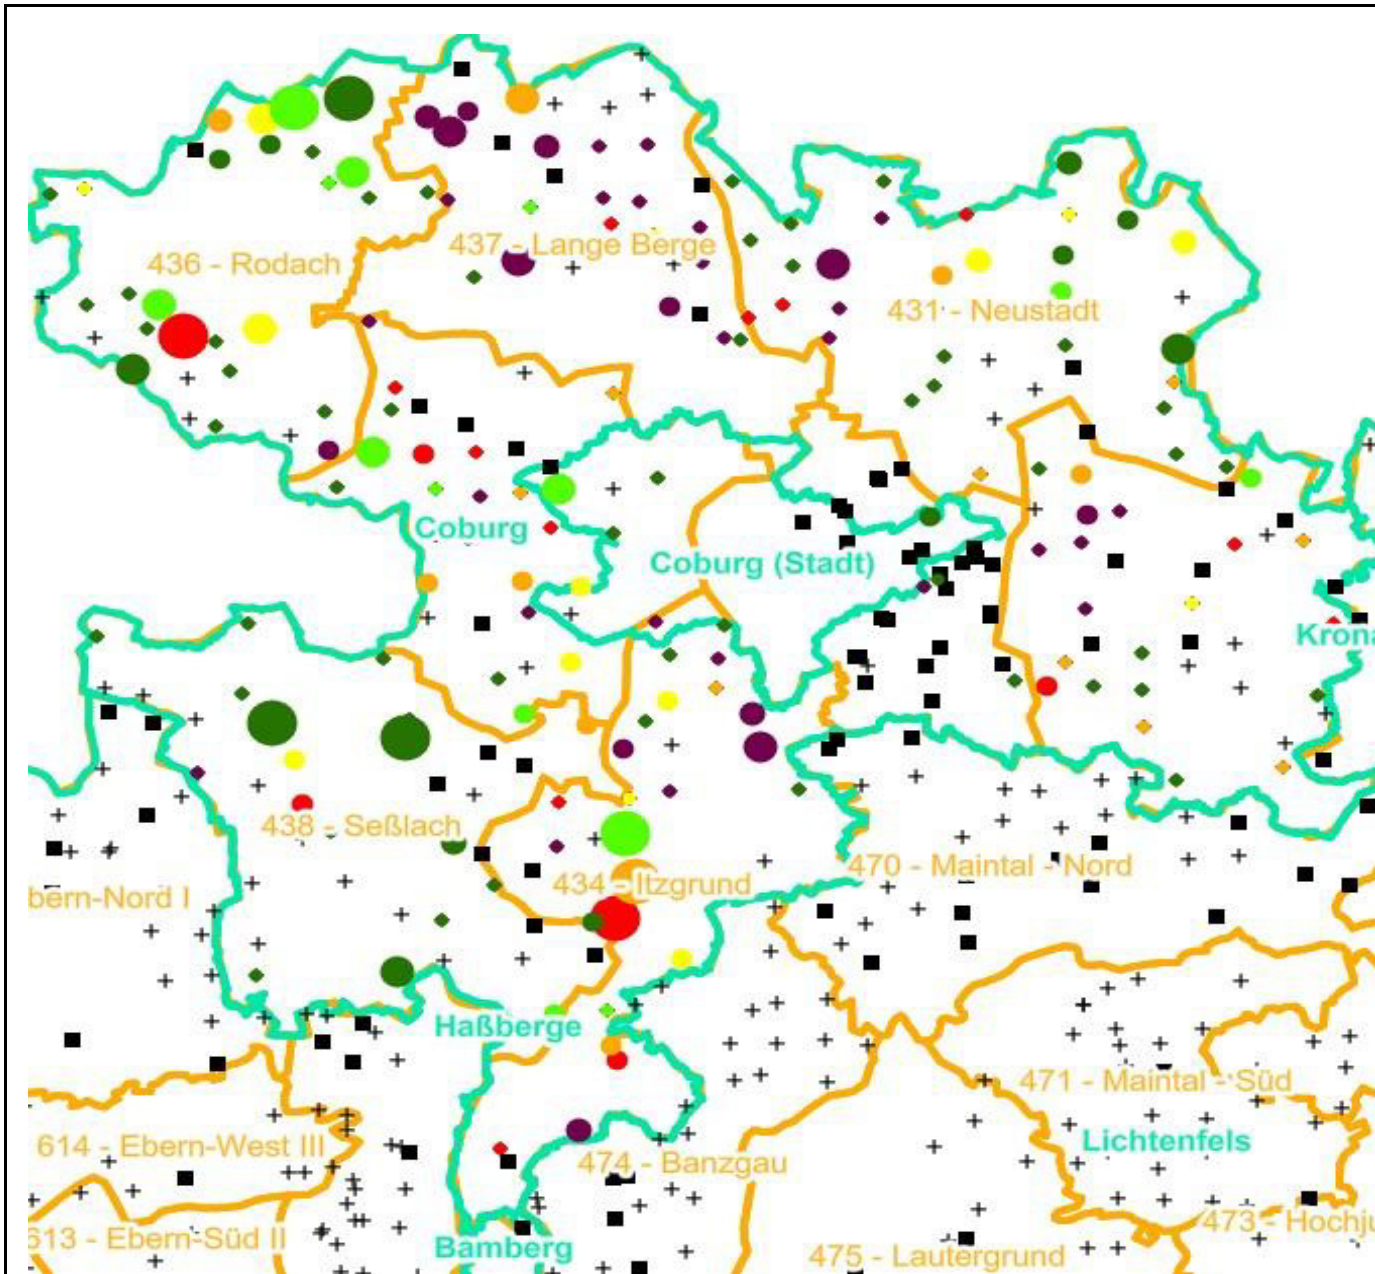 436 - Rodach
437 - Lange Berge
431 - Neustadt
Coburg
Coburg (Stadt)
Krona
438 - Seßlach
434 - Itzgrund
470 - Maintal - Nord
bern-Nord I
Haßberge
471 - Maintal - Süd
614 - Ebern-West III
Lichtenfels
474 - Banzgau
613 - Ebern-Süd II
Bamberg
475 - Lautergrund
473 - Hochju